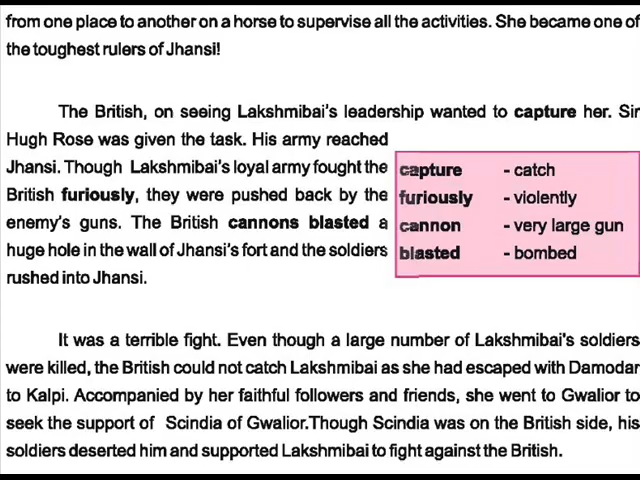 from one place to another on a horse to supervise all the activities. She became one of
the toughest rulers of Jhansi!
The British, on seeing Lakshmibai's leadership wanted to capture her. Sir
Hugh Rose was given the task. His army reached
Jhansi. Though Lakshmibai's loyal army fought the
British furiously, they were pushed back by the
enemy's guns. The British cannons blasted a
huge hole in the wall of Jhansi's fort and the soldiers
rushed into Jhansi.
capture - catch
furiously - violently
cannon - very large gun
blasted - bombed
It was a terrible fight. Even though a large number of Lakshmibai's soldiers
were killed, the British could not catch Lakshmibai as she had escaped with Damodar
to Kalpi. Accompanied by her faithful followers and friends, she went to Gwalior to
seek the support of Scindia of Gwalior.Though Scindia was on the British side, his
soldiers deserted him and supported Lakshmibai to fight against the British.